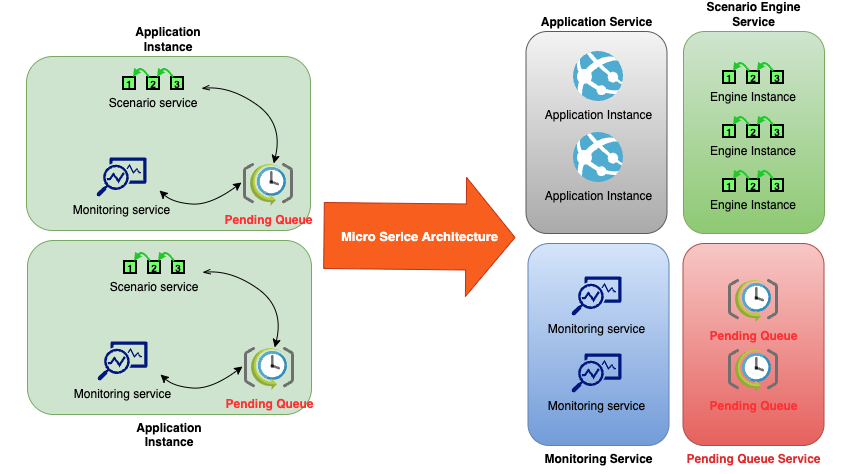 Application
Instance
1 2 3
Scenario service
Monitoring service
Pending Queue
1 2 3
Scenario service
Monitoring service
Pending Queue
Application
Instance
Micro Serice Architecture
Application Service
Application Instance
Application Instance
Scenario Engine
Service
1 2 3
Engine Instance
1 2 3
Engine Instance
1 2 3
Engine Instance
Monitoring service
Monitoring service
Monitoring Service
Pending Queue
Pending Queue
Pending Queue Service